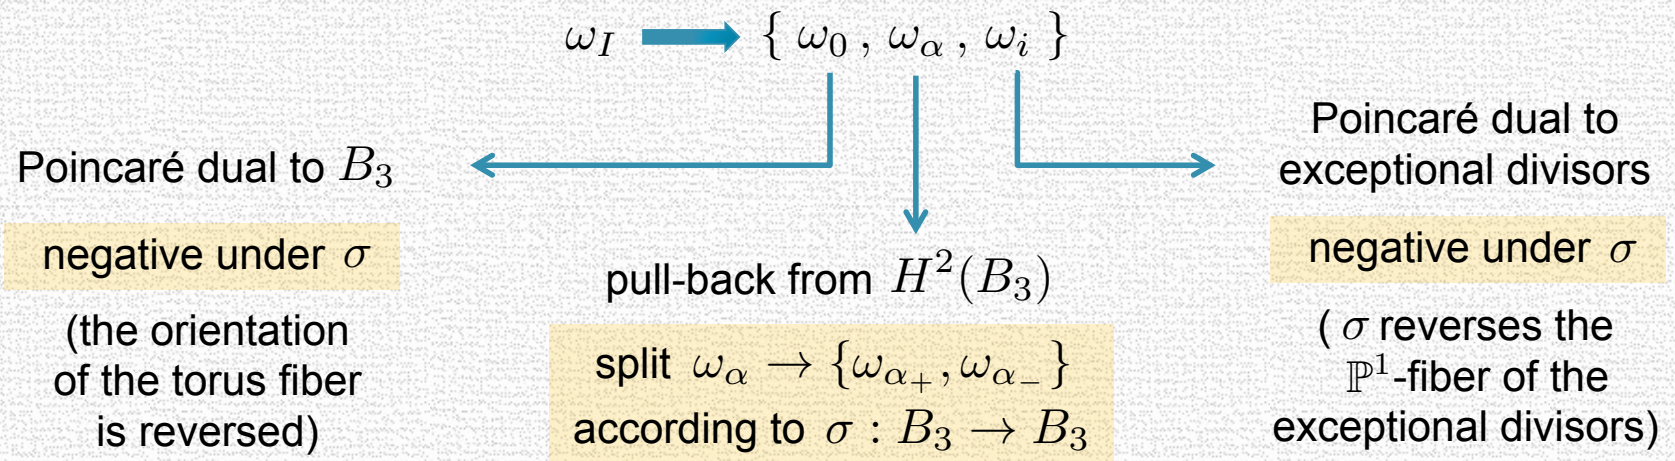 ω_I → { ω_0 , ω_α , ω_i }
Poincaré dual to B_3
negative under σ
(the orientation
of the torus fiber
is reversed)
pull-back from H^2(B_3)
split ω_α → {ω_{α_+}, ω_{α_-}}
according to σ : B_3 → B_3
Poincaré dual to
exceptional divisors
negative under σ
( σ reverses the
ℙ^1-fiber of the
exceptional divisors)